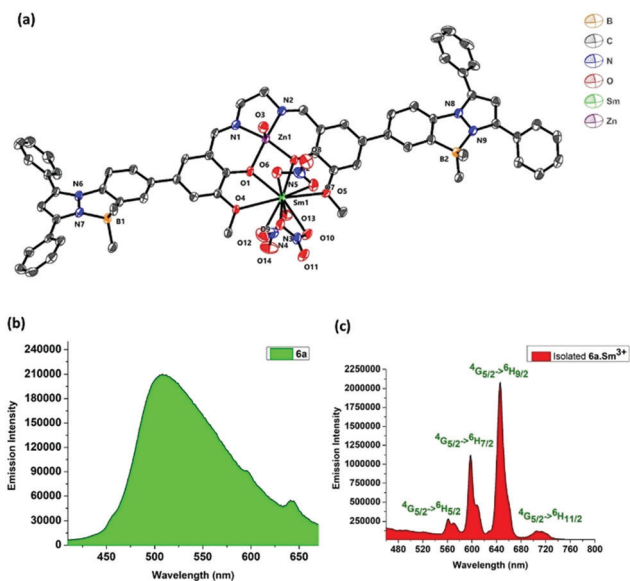 (a)
B
C
N
O
Sm
Zn
N2
O3
N1
Zn1
O6
O8
N5
O7
O1
O5
Sm1
O4
O13
O9
N3
O10
O12
N4
O14
O11
N6
N7
B1
N8
N9
B2
(b)
6a
210000
180000
150000
120000
90000
60000
30000
0
Emission Intensity
450
500
550
600
650
Wavelength (nm)
(c)
Isolated 6a.Sm³⁺
⁴G₅/₂->⁶H₉/₂
⁴G₅/₂->⁶H₇/₂
⁴G₅/₂->⁶H₅/₂
⁴G₅/₂->⁶H₁₁/₂
2250000
2000000
1750000
1500000
1250000
1000000
750000
500000
250000
0
Emission Intensity
480
520
560
600
640
680
720
760
800
Wavelength (nm)